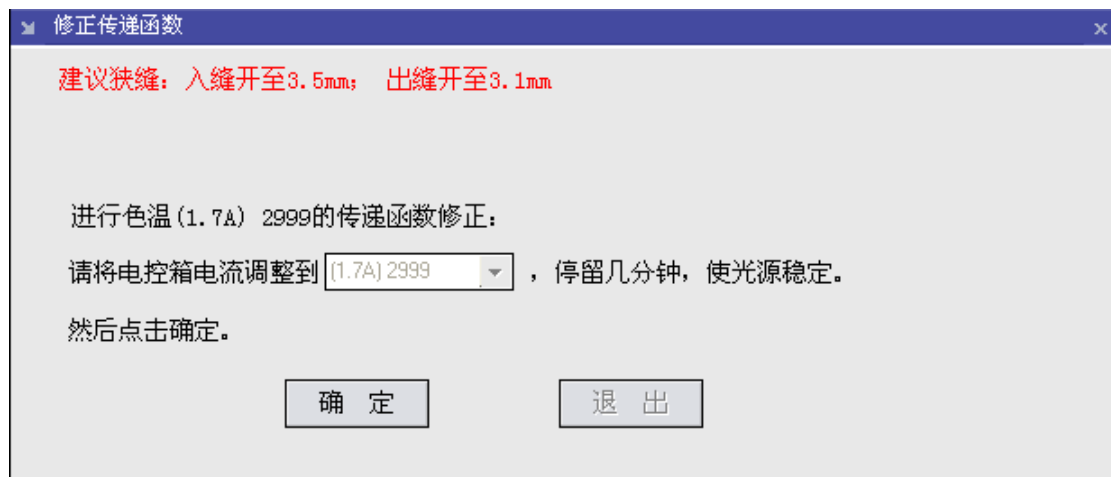 修正传递函数
建议狭缝：入缝开至3.5mm； 出缝开至3.1mm
进行色温(1.7A) 2999的传递函数修正：
请将电控箱电流调整到 (1.7A) 2999 ，停留几分钟，使光源稳定。
然后点击确定。
确 定 退 出